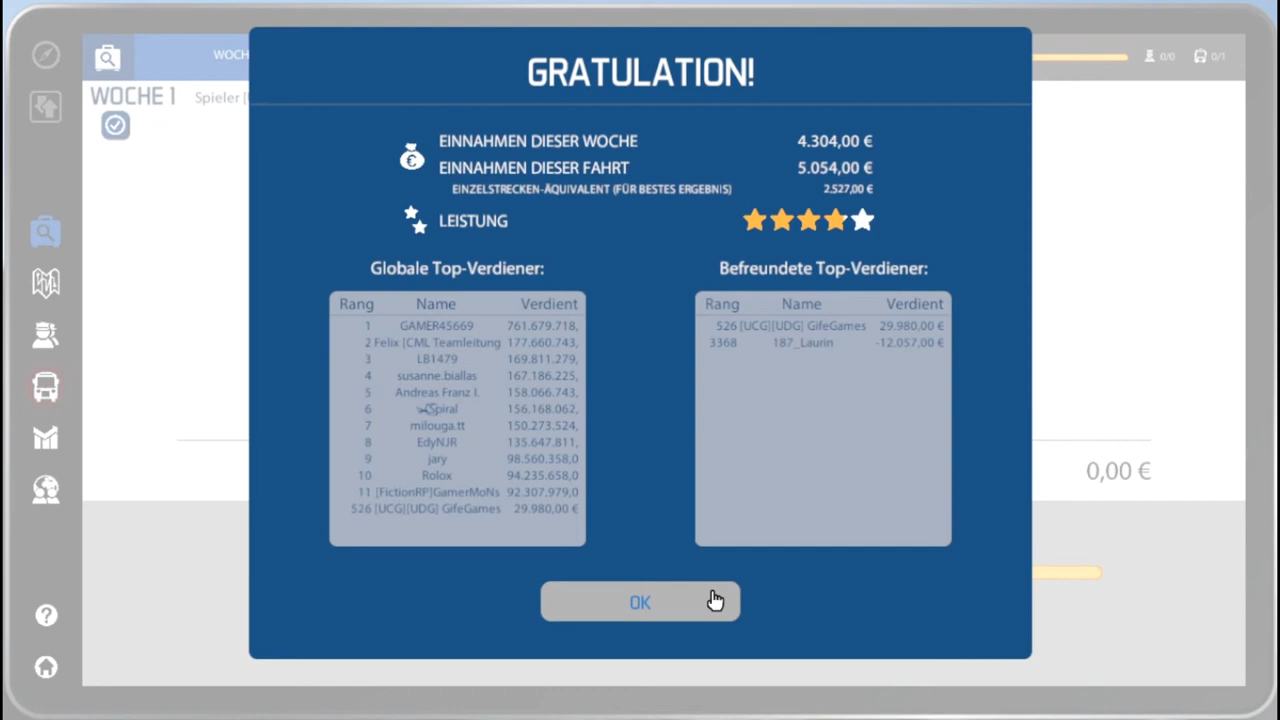 GRATULATION!
WOCH
0/0
0/1
WOCHE 1
Spieler [
EINNAHMEN DIESER WOCHE 4.304,00 €
EINNAHMEN DIESER FAHRT 5.054,00 €
EINZELSTRECKEN-ÄQUIVALENT (FÜR BESTES ERGEBNIS) 2.527,00 €
LEISTUNG
Globale Top-Verdiener:
Rang Name Verdient
1 GAMER45669 761.679.718,
2 Felix [CML Teamleitung 177.660.743,
3 LB1479 169.811.279,
4 susanne.biallas 167.186.225,
5 Andreas Franz I. 158.066.743,
6 Spiral 156.168.062,
7 milouga.tt 150.273.524,
8 EdyNJR 135.647.811,
9 jary 98.560.358,0
10 Rolox 94.235.658,0
11 [FictionRP]GamerMoNs 92.307.979,0
526 [UCG][UDG] GifeGames 29.980,00 €
Befreundete Top-Verdiener:
Rang Name Verdient
526 [UCG][UDG] GifeGames 29.980,00 €
3368 187_Laurin -12.057,00 €
0,00 €
OK